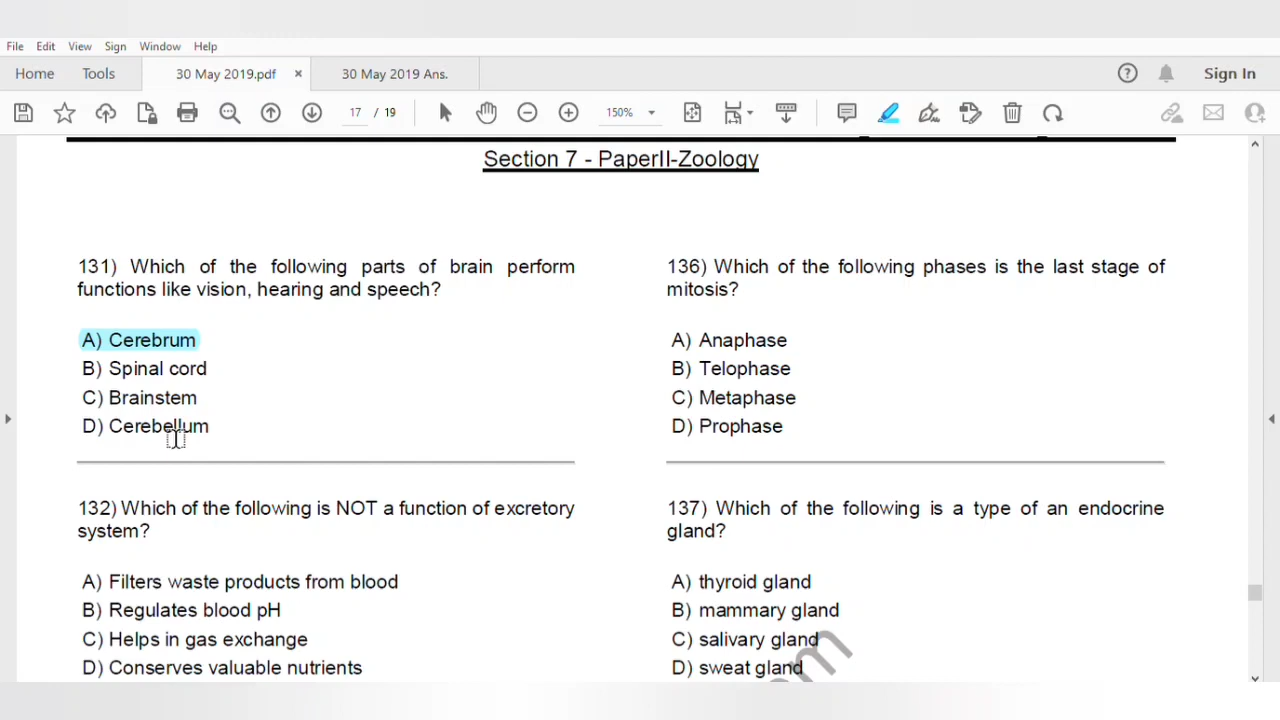 File Edit View Sign Window Help
Home Tools 30 May 2019.pdf × 30 May 2019 Ans. Sign In
17 / 19 150%
Section 7 - PaperII-Zoology
131) Which of the following parts of brain perform
functions like vision, hearing and speech?
A) Cerebrum
B) Spinal cord
C) Brainstem
D) Cerebellum
132) Which of the following is NOT a function of excretory
system?
A) Filters waste products from blood
B) Regulates blood pH
C) Helps in gas exchange
D) Conserves valuable nutrients
136) Which of the following phases is the last stage of
mitosis?
A) Anaphase
B) Telophase
C) Metaphase
D) Prophase
137) Which of the following is a type of an endocrine
gland?
A) thyroid gland
B) mammary gland
C) salivary gland
D) sweat gland